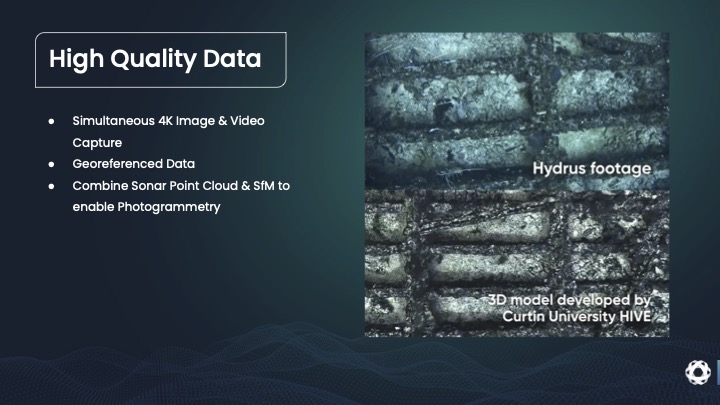 High Quality Data
● Simultaneous 4K Image & Video
Capture
● Georeferenced Data
● Combine Sonar Point Cloud & SfM to
enable Photogrammetry
Hydrus footage
3D model developed by
Curtin University HIVE